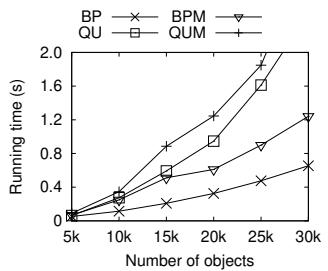 BP BPM
QU QUM
Running time (s)
2.0
1.6
1.2
0.8
0.4
0
5k 10k 15k 20k 25k 30k
Number of objects